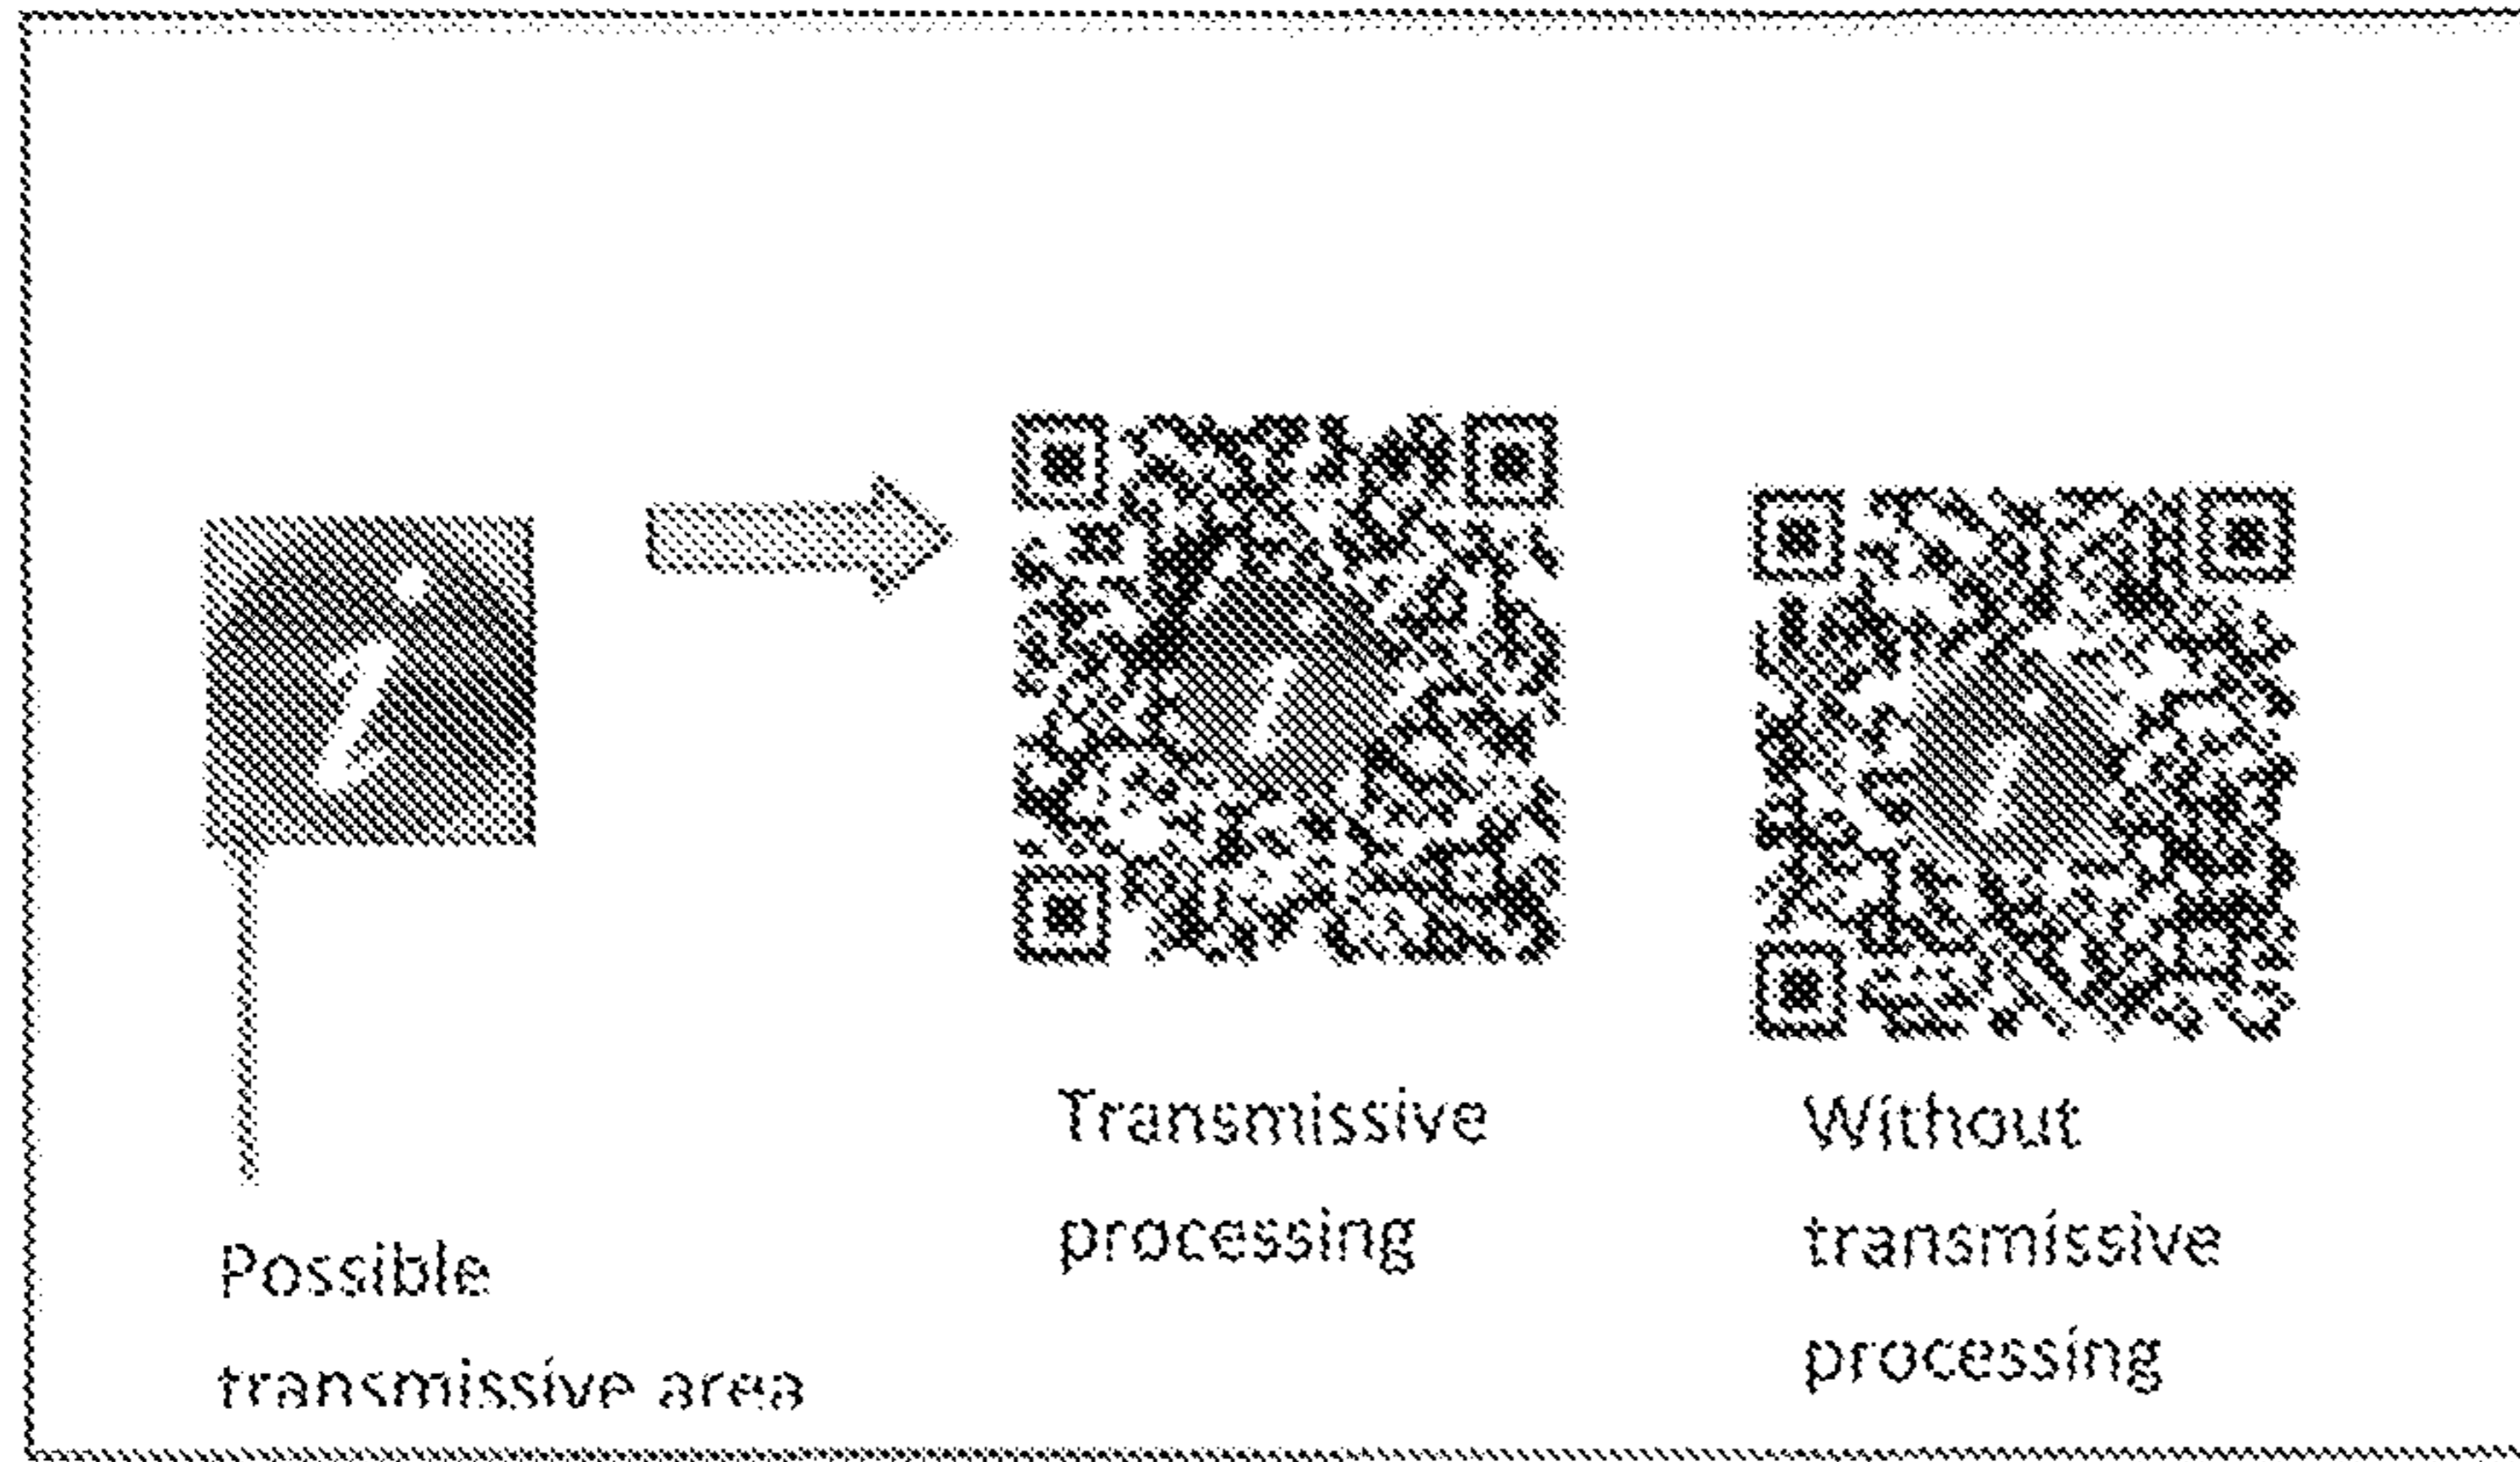 Possible
transmissive area
Transmissive
processing
Without
transmissive
processing